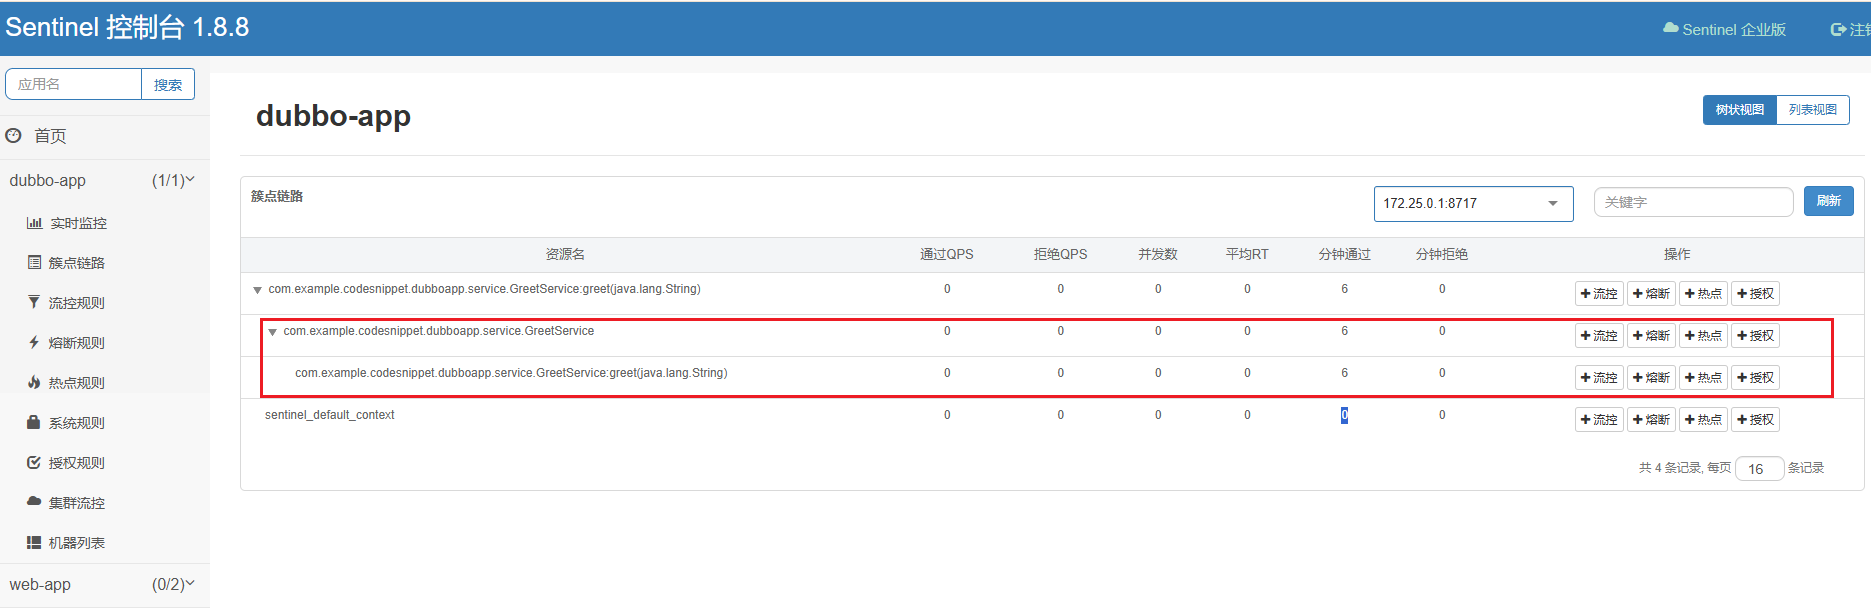 Sentinel 控制台 1.8.8
Sentinel 企业版
应用名 搜索
首页
dubbo-app (1/1)
实时监控
簇点链路
流控规则
熔断规则
热点规则
系统规则
授权规则
集群流控
机器列表
web-app (0/2)
dubbo-app
树状视图 列表视图
簇点链路 172.25.0.1:8717 关键字 刷新
资源名 通过QPS 拒绝QPS 并发数 平均RT 分钟通过 分钟拒绝 操作
com.example.codesnippet.dubboapp.service.GreetService:greet(java.lang.String) 0 0 0 0 6 0 流控 熔断 热点 授权
com.example.codesnippet.dubboapp.service.GreetService 0 0 0 0 6 0 流控 熔断 热点 授权
com.example.codesnippet.dubboapp.service.GreetService:greet(java.lang.String) 0 0 0 0 6 0 流控 熔断 热点 授权
sentinel_default_context 0 0 0 0 0 0 流控 熔断 热点 授权
共 4 条记录, 每页 16 条记录